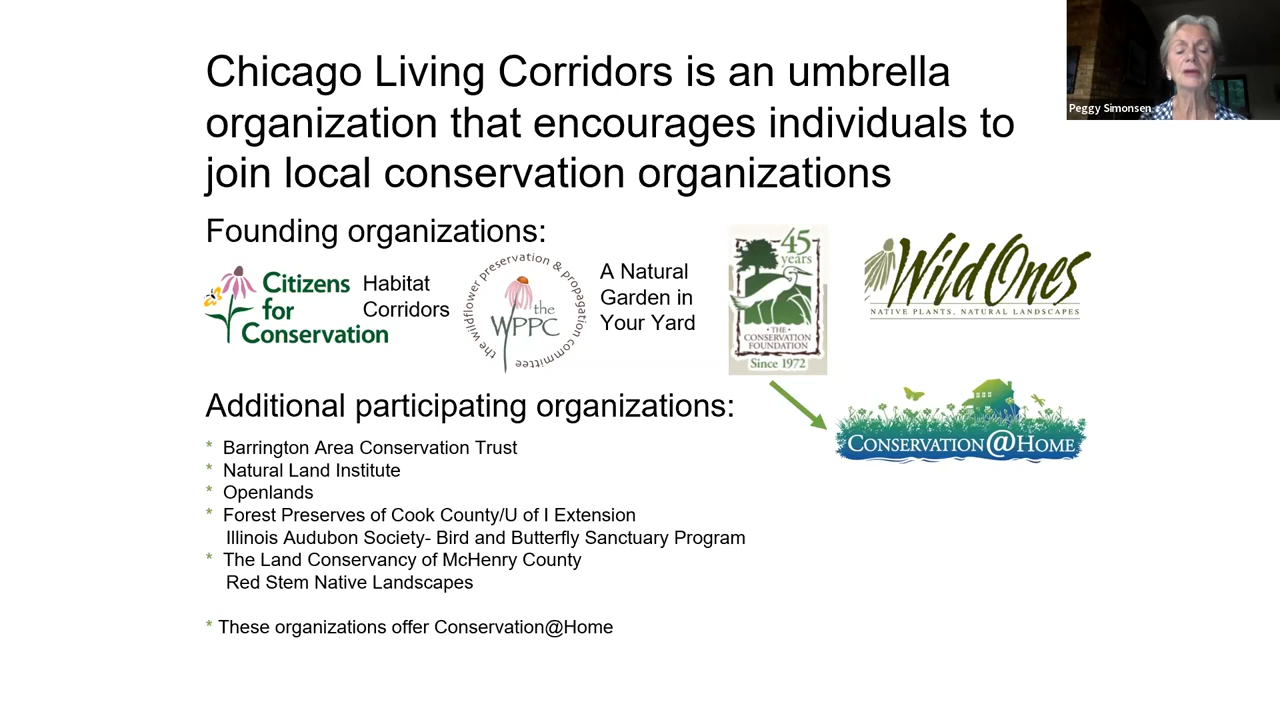 Chicago Living Corridors is an umbrella
organization that encourages individuals to
join local conservation organizations
Peggy Simonsen
Founding organizations:
Citizens
for
Conservation
Habitat
Corridors
the wildflower preservation & propagation committee
the
WPPC
A Natural
Garden in
Your Yard
45
years
· THE
CONSERVATION
FOUNDATION
Since 1972
Wild Ones
NATIVE PLANTS, NATURAL LANDSCAPES
CONSERVATION@HOME
Additional participating organizations:
* Barrington Area Conservation Trust
* Natural Land Institute
* Openlands
* Forest Preserves of Cook County/U of I Extension
Illinois Audubon Society- Bird and Butterfly Sanctuary Program
* The Land Conservancy of McHenry County
Red Stem Native Landscapes
* These organizations offer Conservation@Home